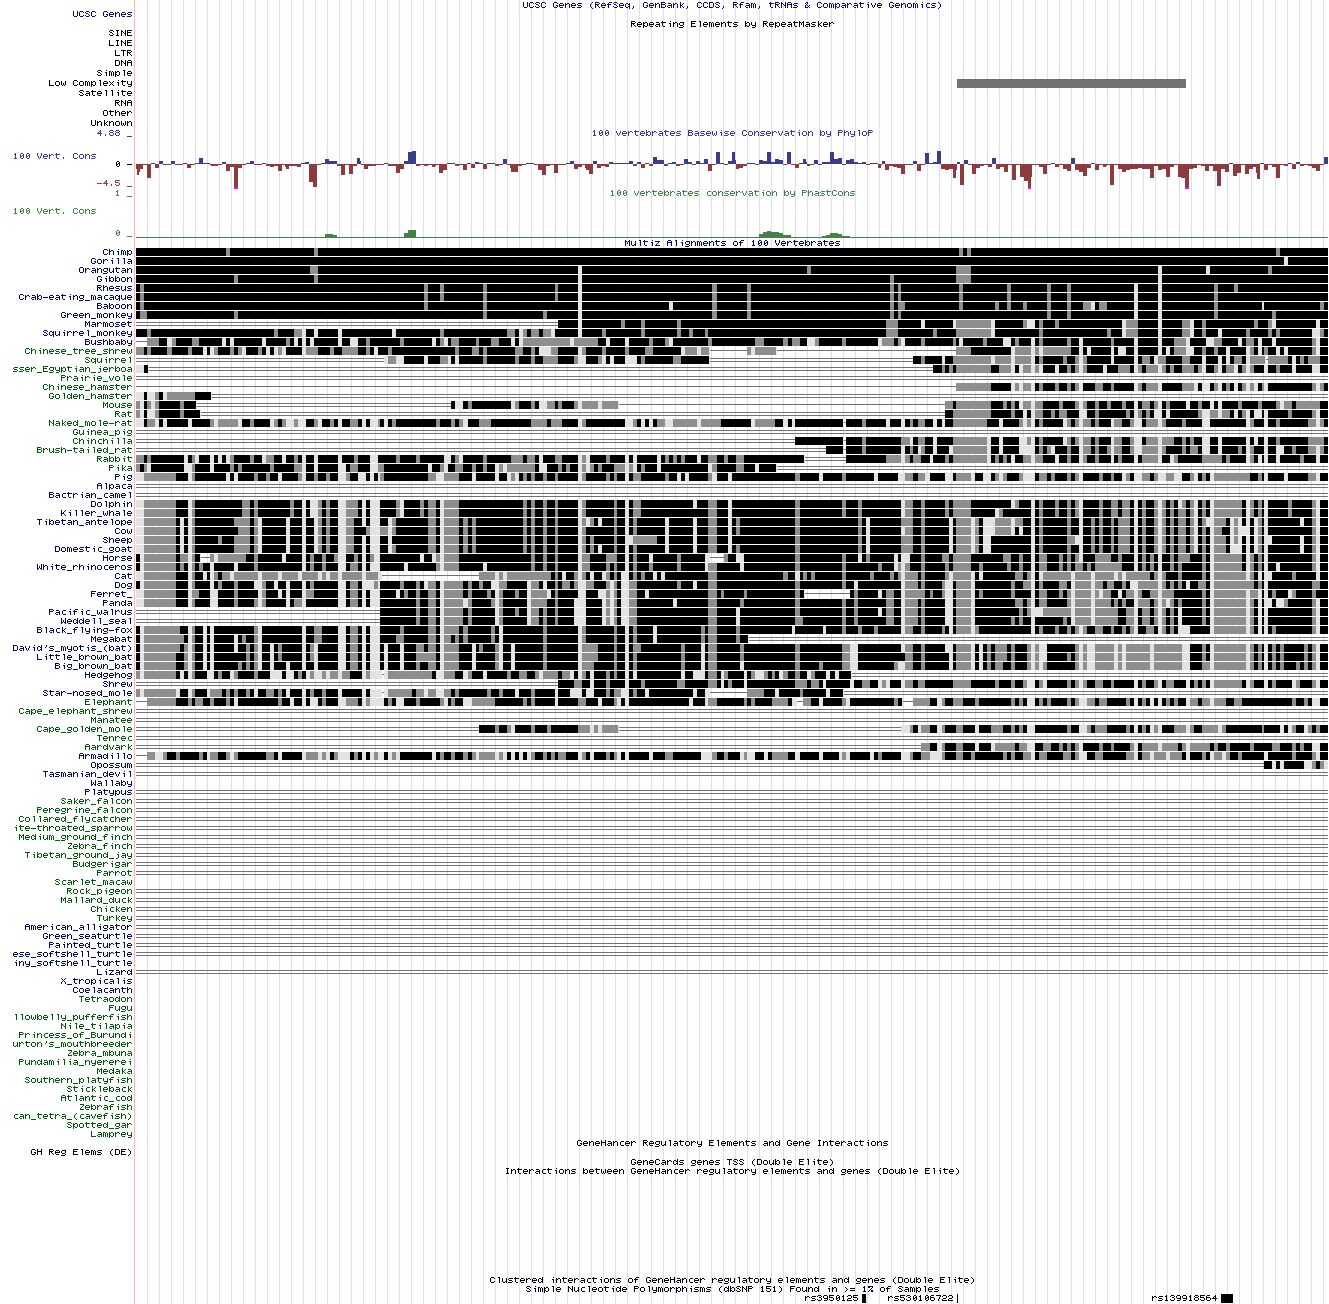 UCSC Genes (RefSeq, GenBank, CCDS, Rfam, tRNAs & Comparative Genomics)
UCSC Genes
Repeating Elements by RepeatMasker
SINE
LINE
LTR
DNA
Simple
Low Complexity
Satellite
RNA
Other
Unknown
4.88 _
100 vertebrates Basewise Conservation by PhyloP
100 Vert. Cons
0 _
-4.5 _
100 vertebrates conservation by PhastCons
1 _
100 Vert. Cons
0 _
Multiz Alignments of 100 Vertebrates
Chimp
Gorilla
Orangutan
Gibbon
Rhesus
Crab-eating_macaque
Baboon
Green_monkey
Marmoset
Squirrel_monkey
Bushbaby
Chinese_tree_shrew
Squirrel
sser_Egyptian_jerboa
Prairie_vole
Chinese_hamster
Golden_hamster
Mouse
Rat
Naked_mole-rat
Guinea_pig
Chinchilla
Brush-tailed_rat
Rabbit
Pika
Pig
Alpaca
Bactrian_camel
Dolphin
Killer_whale
Tibetan_antelope
Cow
Sheep
Domestic_goat
Horse
White_rhinoceros
Cat
Dog
Ferret_
Panda
Pacific_walrus
Weddell_seal
Black_flying-fox
Megabat
David's_myotis_(bat)
Little_brown_bat
Big_brown_bat
Hedgehog
Shrew
Star-nosed_mole
Elephant
Cape_elephant_shrew
Manatee
Cape_golden_mole
Tenrec
Aardvark
Armadillo
Opossum
Tasmanian_devil
Wallaby
Platypus
Saker_falcon
Peregrine_falcon
Collared_flycatcher
ite-throated_sparrow
Medium_ground_finch
Zebra_finch
Tibetan_ground_jay
Budgerigar
Parrot
Scarlet_macaw
Rock_pigeon
Mallard_duck
Chicken
Turkey
American_alligator
Green_seaturtle
Painted_turtle
ese_softshell_turtle
iny_softshell_turtle
Lizard
X_tropicalis
Coelacanth
Tetraodon
Fugu
llowbelly_pufferfish
Nile_tilapia
Princess_of_Burundi
urton's_mouthbreeder
Zebra_mbuna
Pundamilia_nyererei
Medaka
Southern_platyfish
Stickleback
Atlantic_cod
Zebrafish
can_tetra_(cavefish)
Spotted_gar
Lamprey
GeneHancer Regulatory Elements and Gene Interactions
GH Reg Elems (DE)
GeneCards genes TSS (Double Elite)
Interactions between GeneHancer regulatory elements and genes (Double Elite)
Clustered interactions of GeneHancer regulatory elements and genes (Double Elite)
Simple Nucleotide Polymorphisms (dbSNP 151) Found in >= 1% of Samples
rs3950125 rs530106722 rs139918564